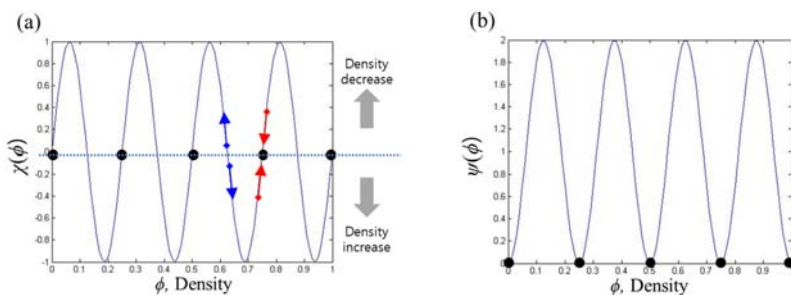 (a)
1
0.8
0.6
0.4
0.2
0
-0.2
-0.4
-0.6
-0.8
-1
χ(ϕ)
0 0.1 0.2 0.3 0.4 0.5 0.6 0.7 0.8 0.9 1
ϕ, Density
Density
decrease
Density
increase
(b)
2
1.8
1.6
1.4
1.2
1
0.8
0.6
0.4
0.2
0
ψ(ϕ)
0 0.1 0.2 0.3 0.4 0.5 0.6 0.7 0.8 0.9
ϕ, Density